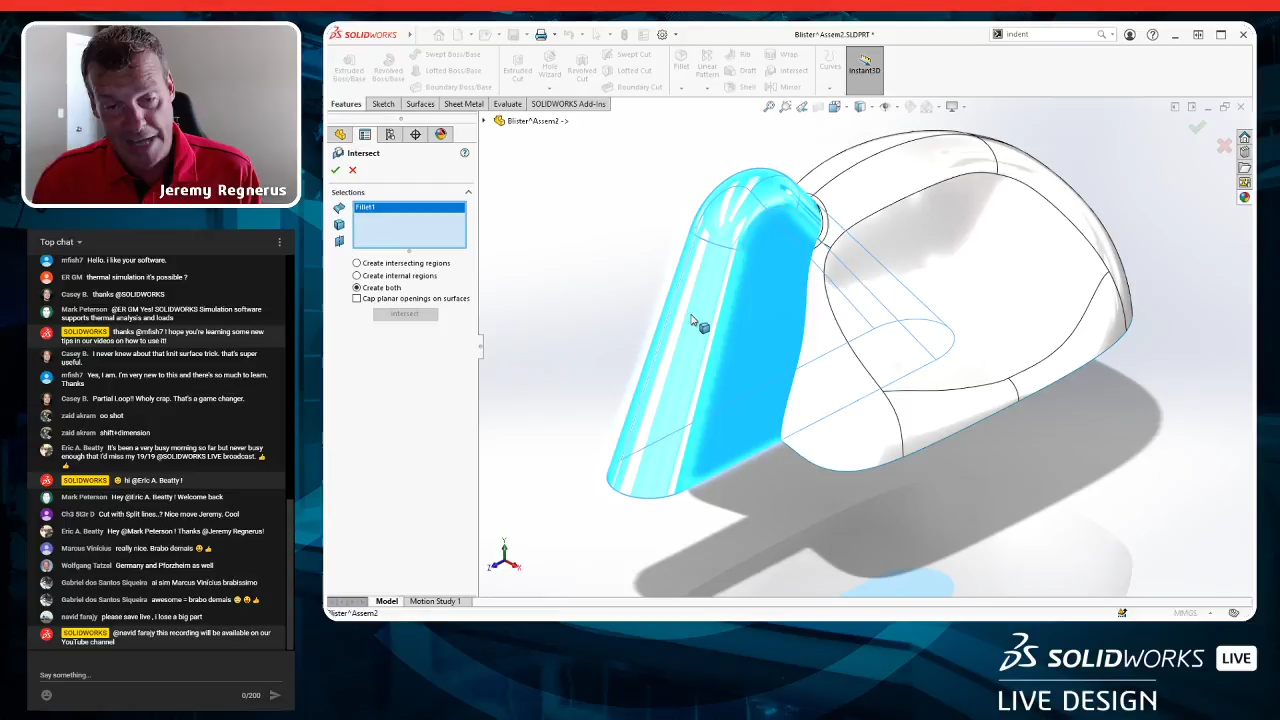 Jeremy Regnerus
Top chat
mfish7 Hello. i like your software.
ER GM thermal simulation it's possible ?
Casey B. thanks @SOLIDWORKS
Mark Peterson @ER GM Yes! SOLIDWORKS Simulation software
supports thermal analysis and loads
SOLIDWORKS thanks @mfish7 ! hope you're learning some new
tips in our videos on how to use it!
Casey B. I never knew about that knit surface trick. that's super
useful.
mfish7 Yes, i am. I'm very new to this and there's so much to learn.
Thanks
Casey B. Partial Loop!! Wholy crap. That's a game changer.
zaid akram oo shot
zaid akram shift+dimension
Eric A. Beatty It's been a very busy morning so far but never busy
enough that i'd miss my 19/19 @SOLIDWORKS LIVE broadcast.
SOLIDWORKS hi @Eric A. Beatty !
Mark Peterson Hey @Eric A. Beatty ! Welcome back
Ch3 5t3r D Cut with Split lines..? Nice move Jeremy. Cool
Eric A. Beatty Hey @Mark Peterson ! Thanks @Jeremy Regnerus!
Marcus Vinícius really nice. Brabo demais
Wolfgang Tatzel Germany and Pforzheim as well
Gabriel dos Santos Siqueira ai sim Marcus Vinícius brabissimo
Gabriel dos Santos Siqueira awesome = brabo demais
navid farajy please save live , i lose a big part
SOLIDWORKS @navid farajy this recording will be available on our
YouTube channel
Say something...
0/200
SOLIDWORKS
Blister^Assem2.SLDPRT *
indent
Extruded Boss/Base
Revolved Boss/Base
Swept Boss/Base
Lofted Boss/Base
Boundary Boss/Base
Extruded Cut
Hole Wizard
Revolved Cut
Swept Cut
Lofted Cut
Boundary Cut
Fillet
Linear Pattern
Rib
Draft
Shell
Wrap
Intersect
Mirror
Curves
Instant3D
Features Sketch Surfaces Sheet Metal Evaluate SOLIDWORKS Add-Ins
Blister^Assem2 ->
Intersect
Selections
Fillet1
Create intersecting regions
Create internal regions
Create both
Cap planar openings on surfaces
Intersect
Y
Z
X
Model Motion Study 1
Blister^Assem2
MMGS
SOLIDWORKS LIVE
LIVE DESIGN